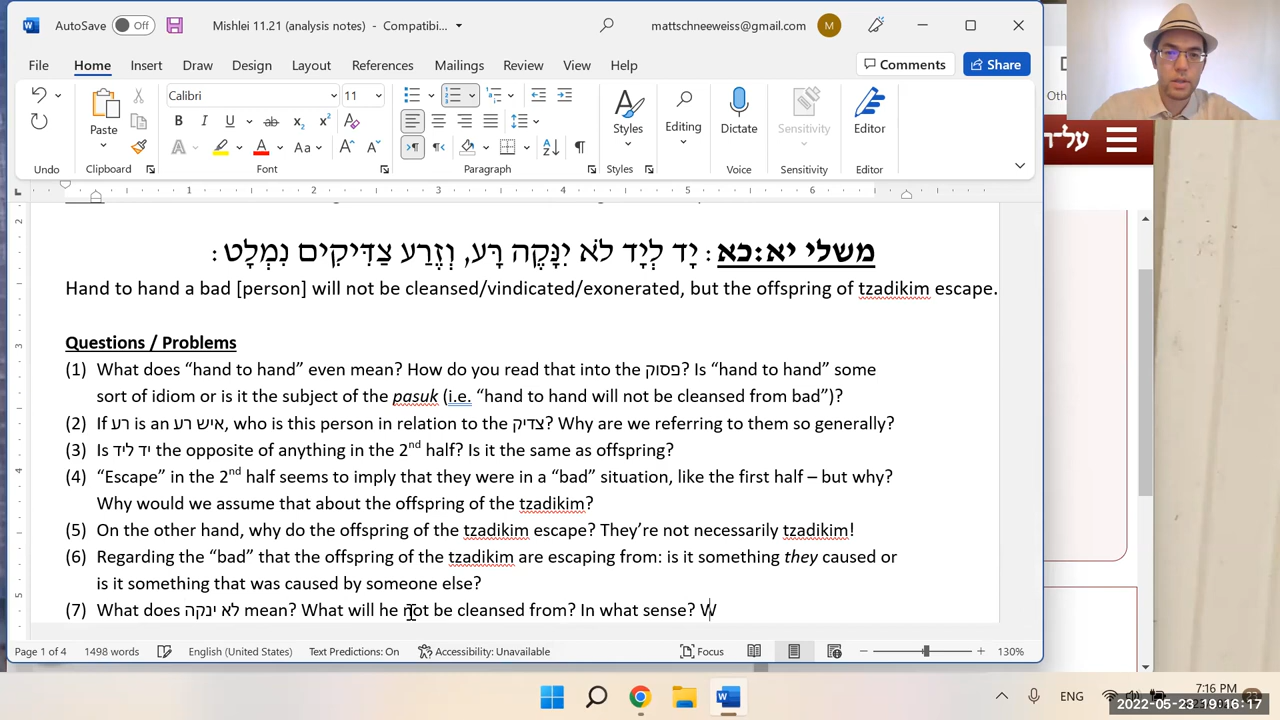 AutoSave Off Mishlei 11.21 (analysis notes) - Compatibi... mattschneeweiss@gmail.com M
File Home Insert Draw Design Layout References Mailings Review View Help Comments Share
Calibri 11
Paste Styles Editing Dictate Sensitivity Editor
Undo Clipboard Font Paragraph Styles Voice Sensitivity Editor
1 2 3 4 5 6
משלי יא:כא: יָד לְיָד לֹא יִנָּקֶה רָּע, וְזֶרַע צַדִּיקִים נִמְלָט:
Hand to hand a bad [person] will not be cleansed/vindicated/exonerated, but the offspring of tzadikim escape.
Questions / Problems
(1) What does “hand to hand” even mean? How do you read that into the פסוק? Is “hand to hand” some
sort of idiom or is it the subject of the pasuk (i.e. “hand to hand will not be cleansed from bad”)?
(2) If רע is an איש רע, who is this person in relation to the צדיק? Why are we referring to them so generally?
(3) Is יד ליד the opposite of anything in the 2nd half? Is it the same as offspring?
(4) “Escape” in the 2nd half seems to imply that they were in a “bad” situation, like the first half – but why?
Why would we assume that about the offspring of the tzadikim?
(5) On the other hand, why do the offspring of the tzadikim escape? They’re not necessarily tzadikim!
(6) Regarding the “bad” that the offspring of the tzadikim are escaping from: is it something they caused or
is it something that was caused by someone else?
(7) What does לא ינקה mean? What will he not be cleansed from? In what sense? W
Page 1 of 4 1498 words English (United States) Text Predictions: On Accessibility: Unavailable Focus 130%
ENG 7:16 PM
2022-05-23 19:16:17
Oth
על־ה